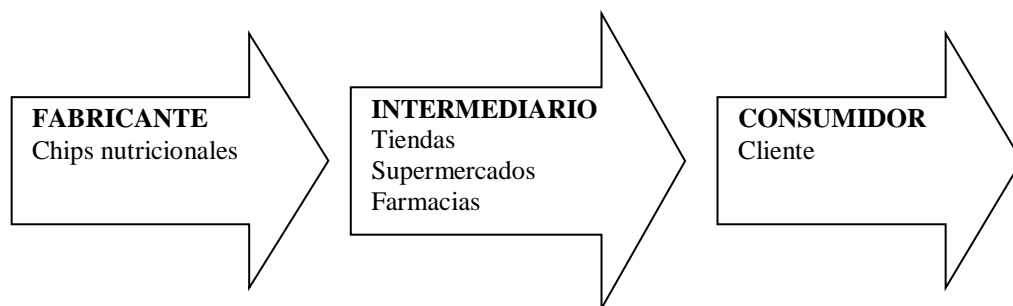 FABRICANTE
Chips nutricionales
INTERMEDIARIO
Tiendas
Supermercados
Farmacias
CONSUMIDOR
Cliente